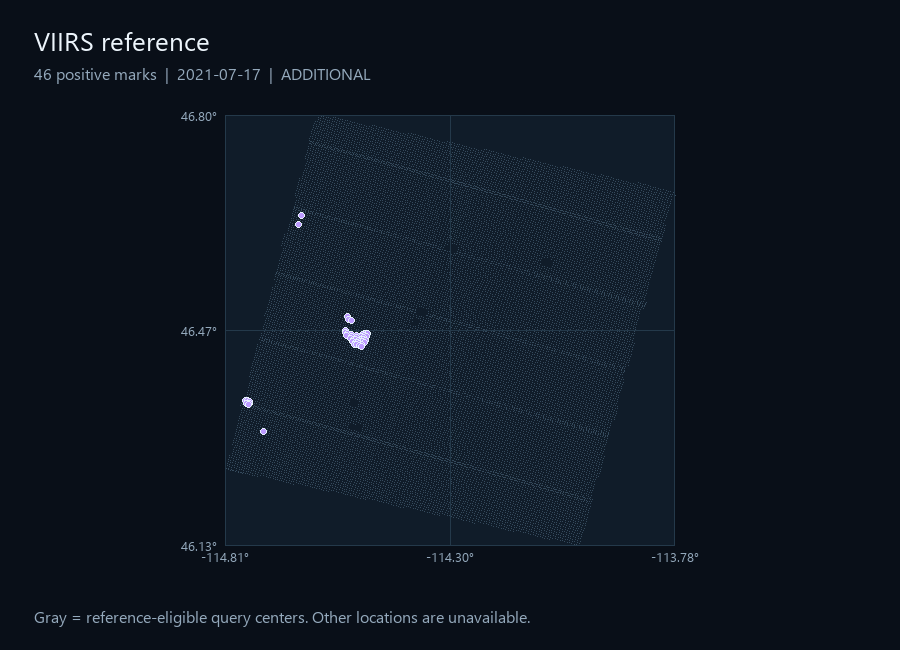 VIIRS reference
46 positive marks | 2021-07-17 | ADDITIONAL
46.80°
46.47°
46.13°
-114.81°
-114.30°
-113.78°
Gray = reference-eligible query centers. Other locations are unavailable.